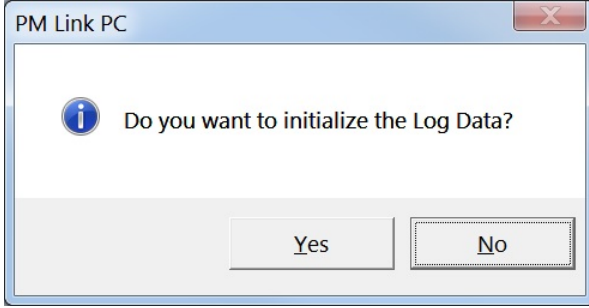 PM Link PC
Do you want to initialize the Log Data?
Yes
No